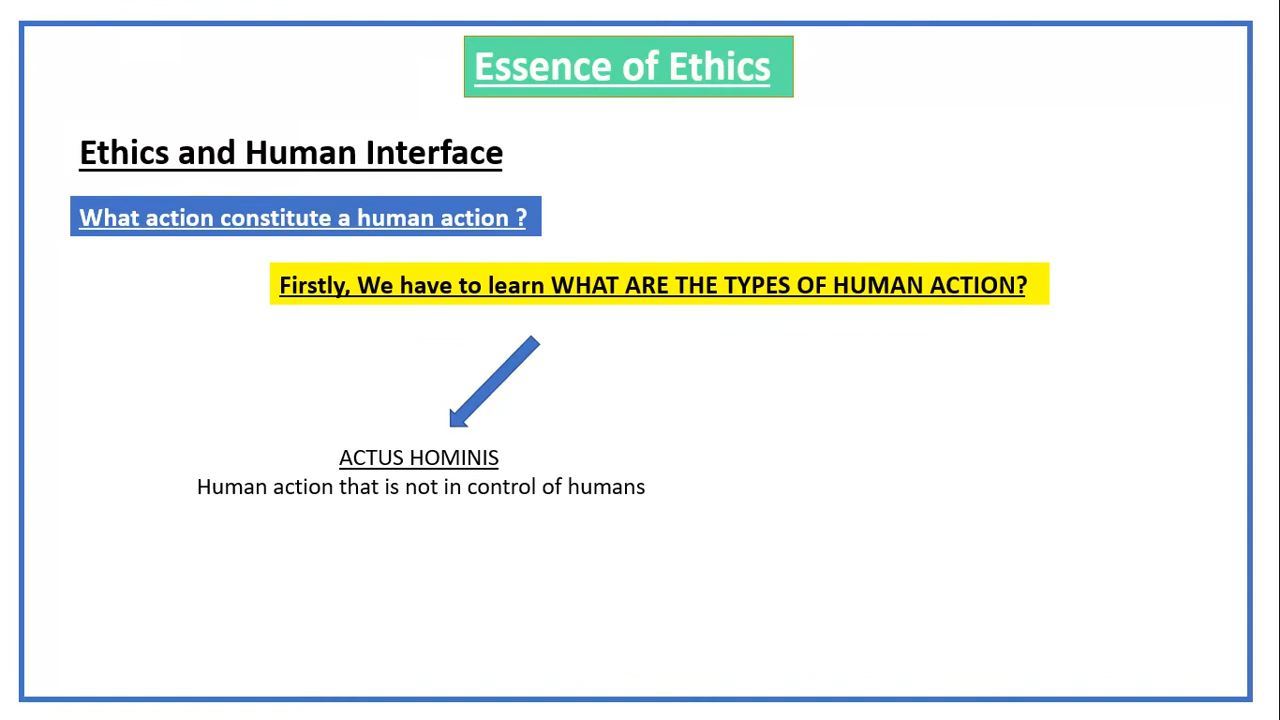 Essence of Ethics
Ethics and Human Interface
What action constitute a human action ?
Firstly, We have to learn WHAT ARE THE TYPES OF HUMAN ACTION?
ACTUS HOMINIS
Human action that is not in control of humans